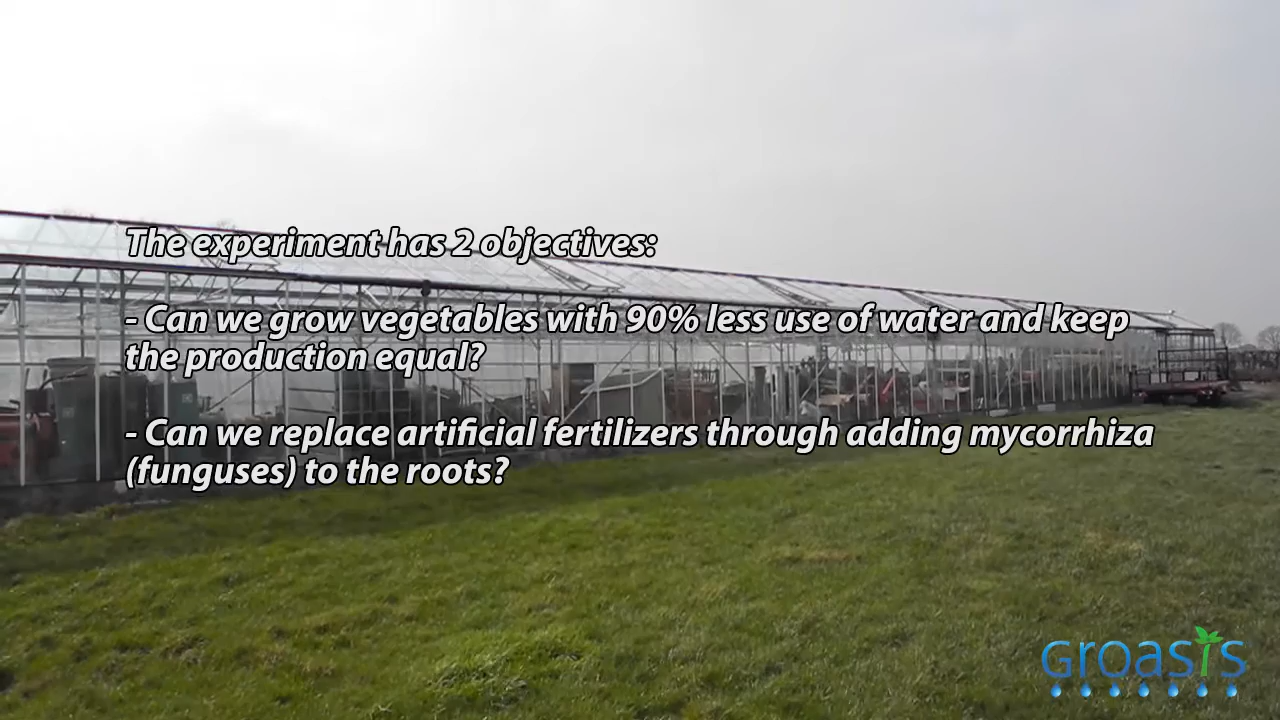 The experiment has 2 objectives:
- Can we grow vegetables with 90% less use of water and keep
the production equal?
- Can we replace artificial fertilizers through adding mycorrhiza
(funguses) to the roots?
groasis